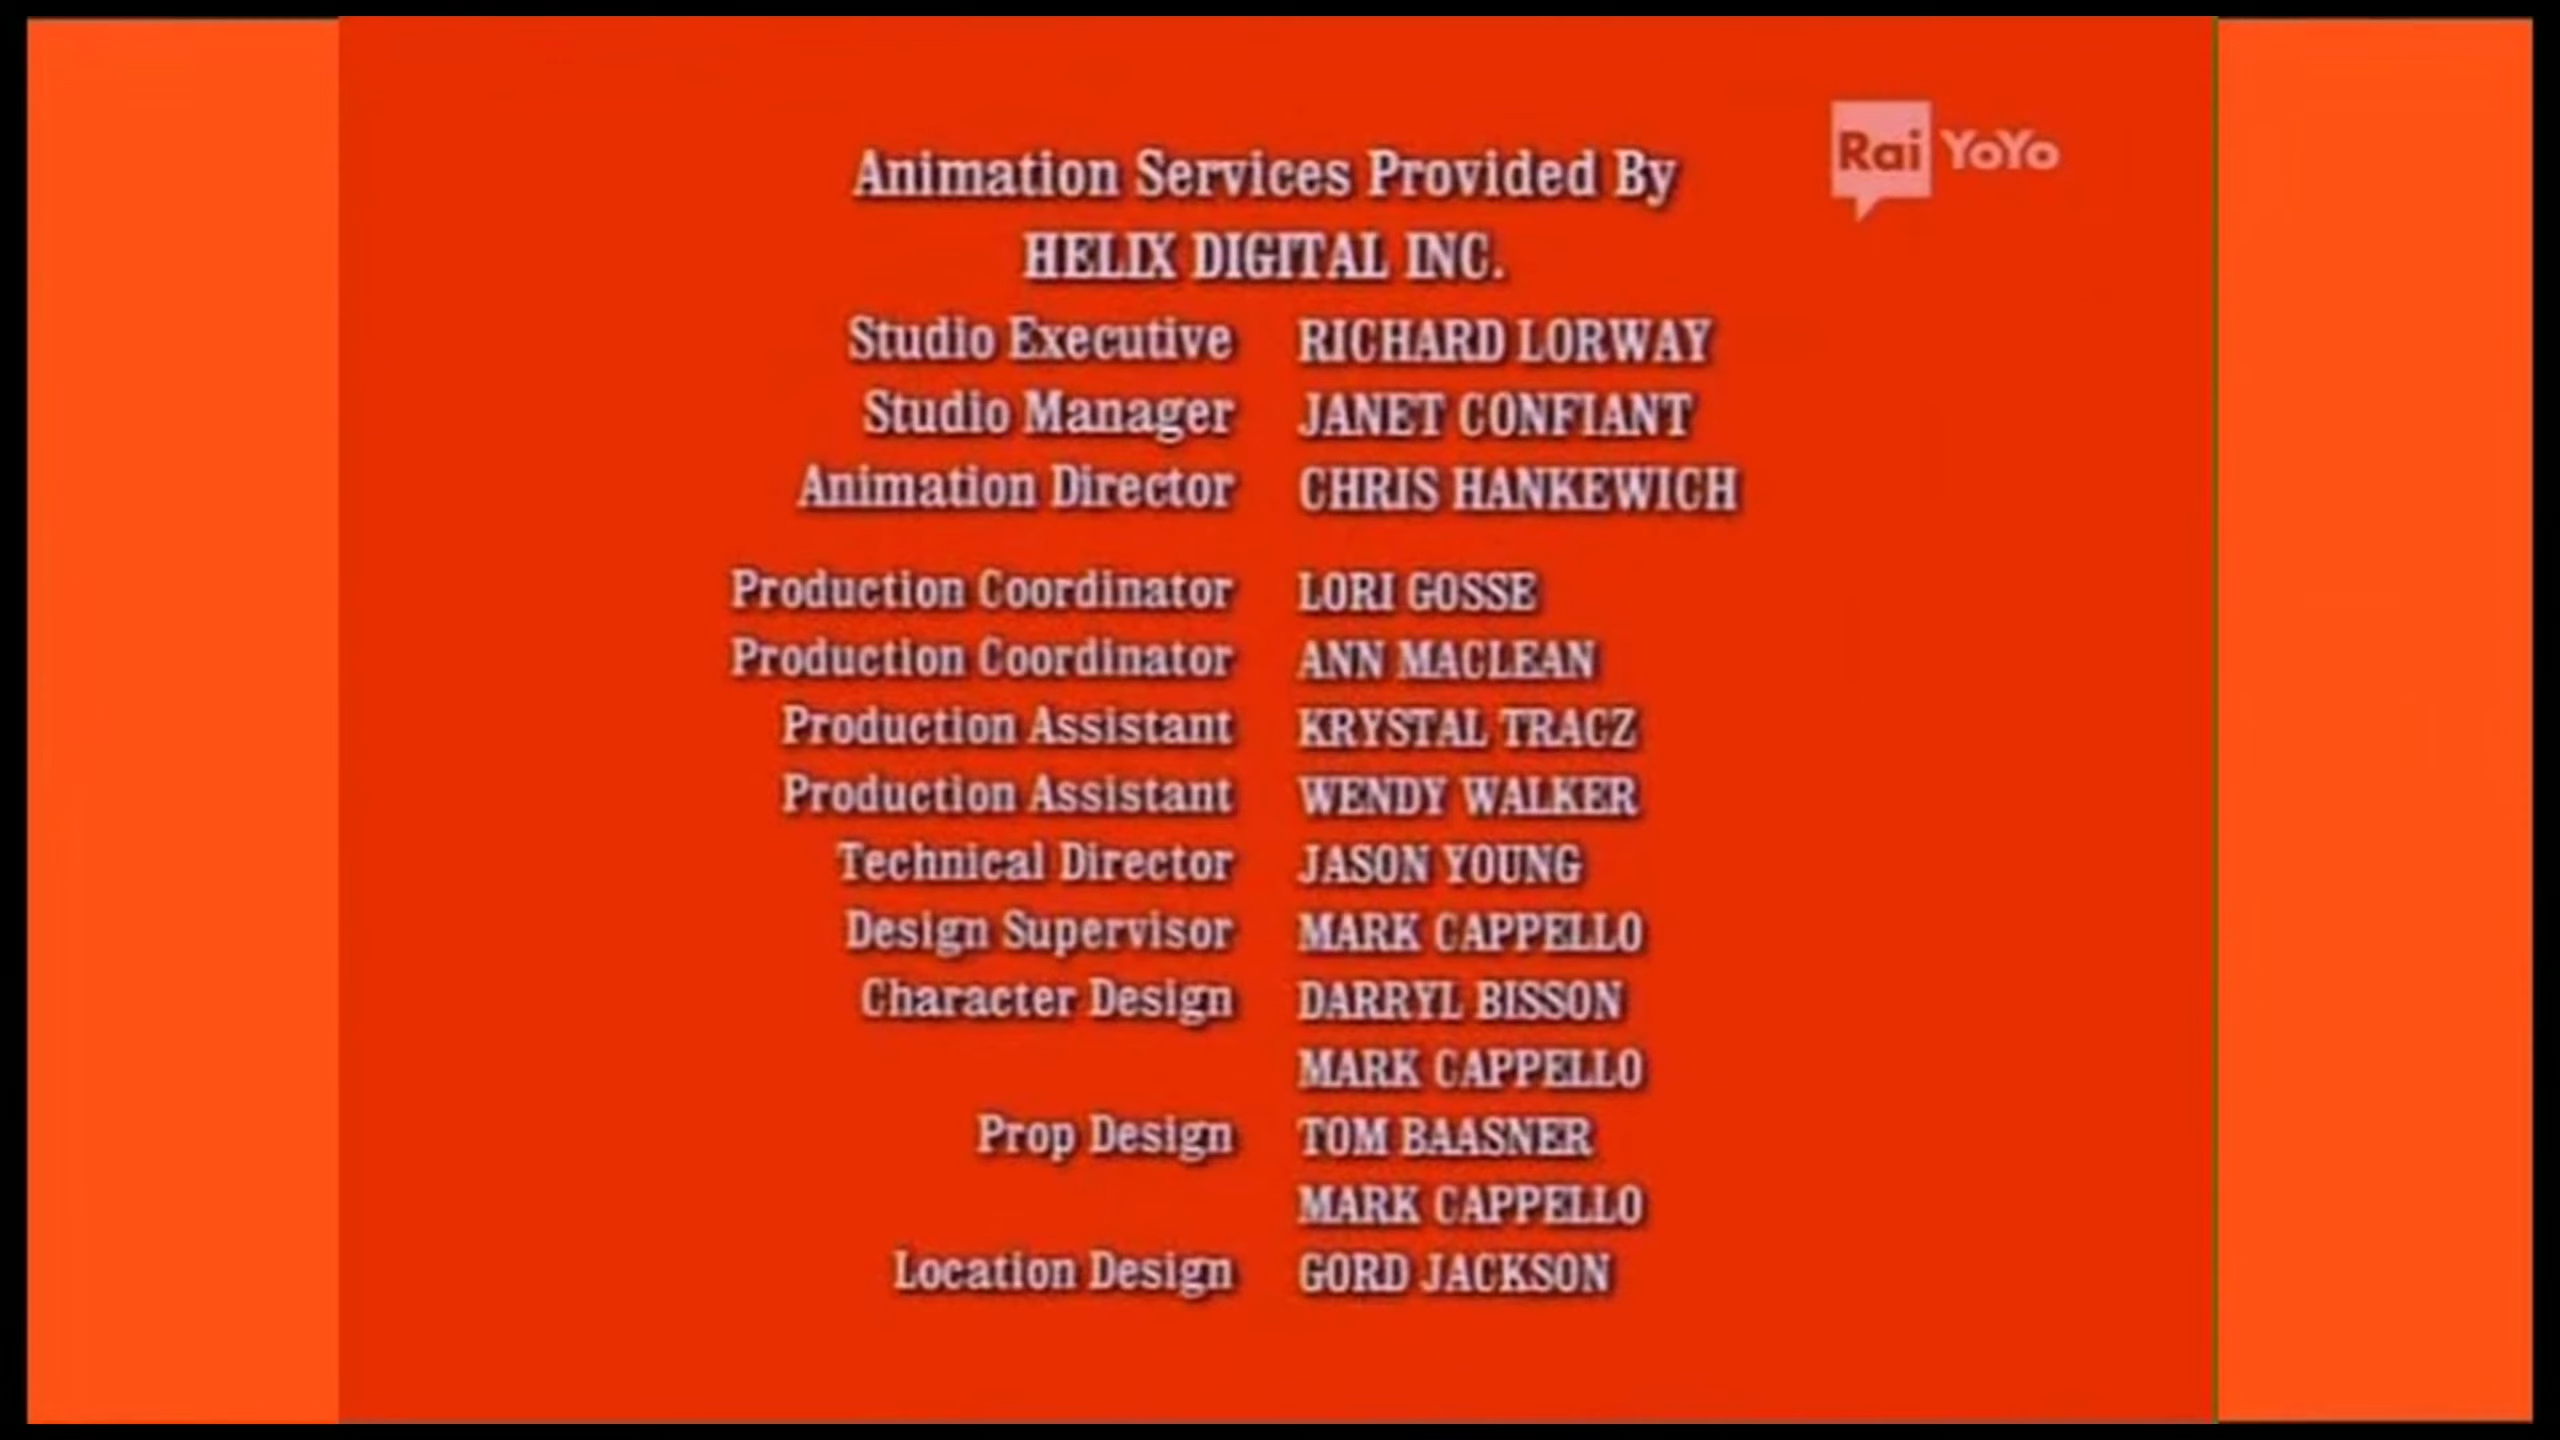 Rai YoYo
Animation Services Provided By
HELIX DIGITAL INC.
Studio Executive RICHARD LORWAY
Studio Manager JANET CONFIANT
Animation Director CHRIS HANKEWICH
Production Coordinator LORI GOSSE
Production Coordinator ANN MACLEAN
Production Assistant KRYSTAL TRACZ
Production Assistant WENDY WALKER
Technical Director JASON YOUNG
Design Supervisor MARK CAPPELLO
Character Design DARRYL BISSON
MARK CAPPELLO
Prop Design TOM BAASNER
MARK CAPPELLO
Location Design GORD JACKSON